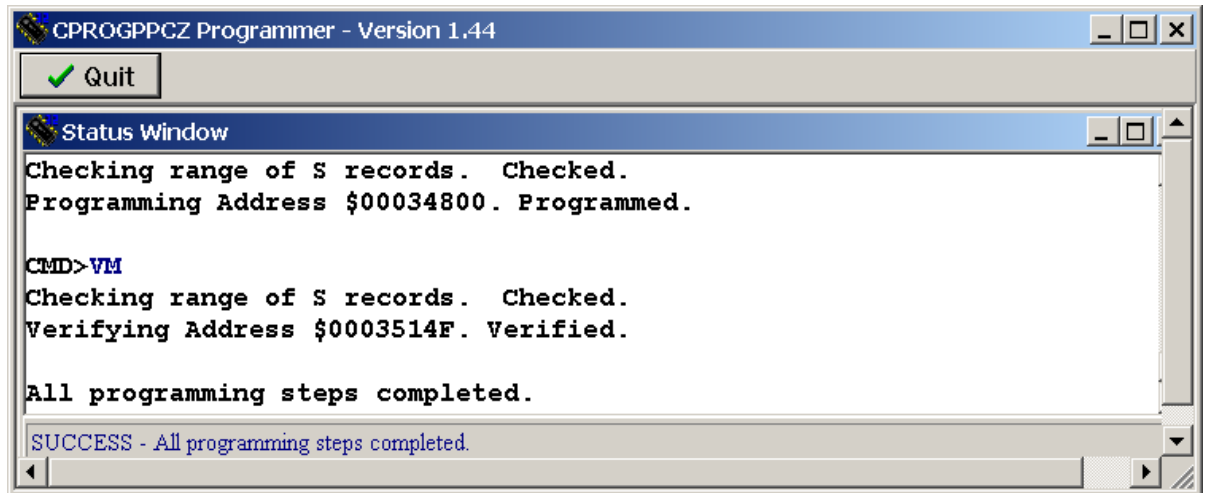 CPROGPPCZ Programmer - Version 1.44
Quit
Status Window
Checking range of S records.  Checked.
Programming Address $00034800. Programmed.
CMD>VM
Checking range of S records.  Checked.
Verifying Address $0003514F. Verified.
All programming steps completed.
SUCCESS - All programming steps completed.